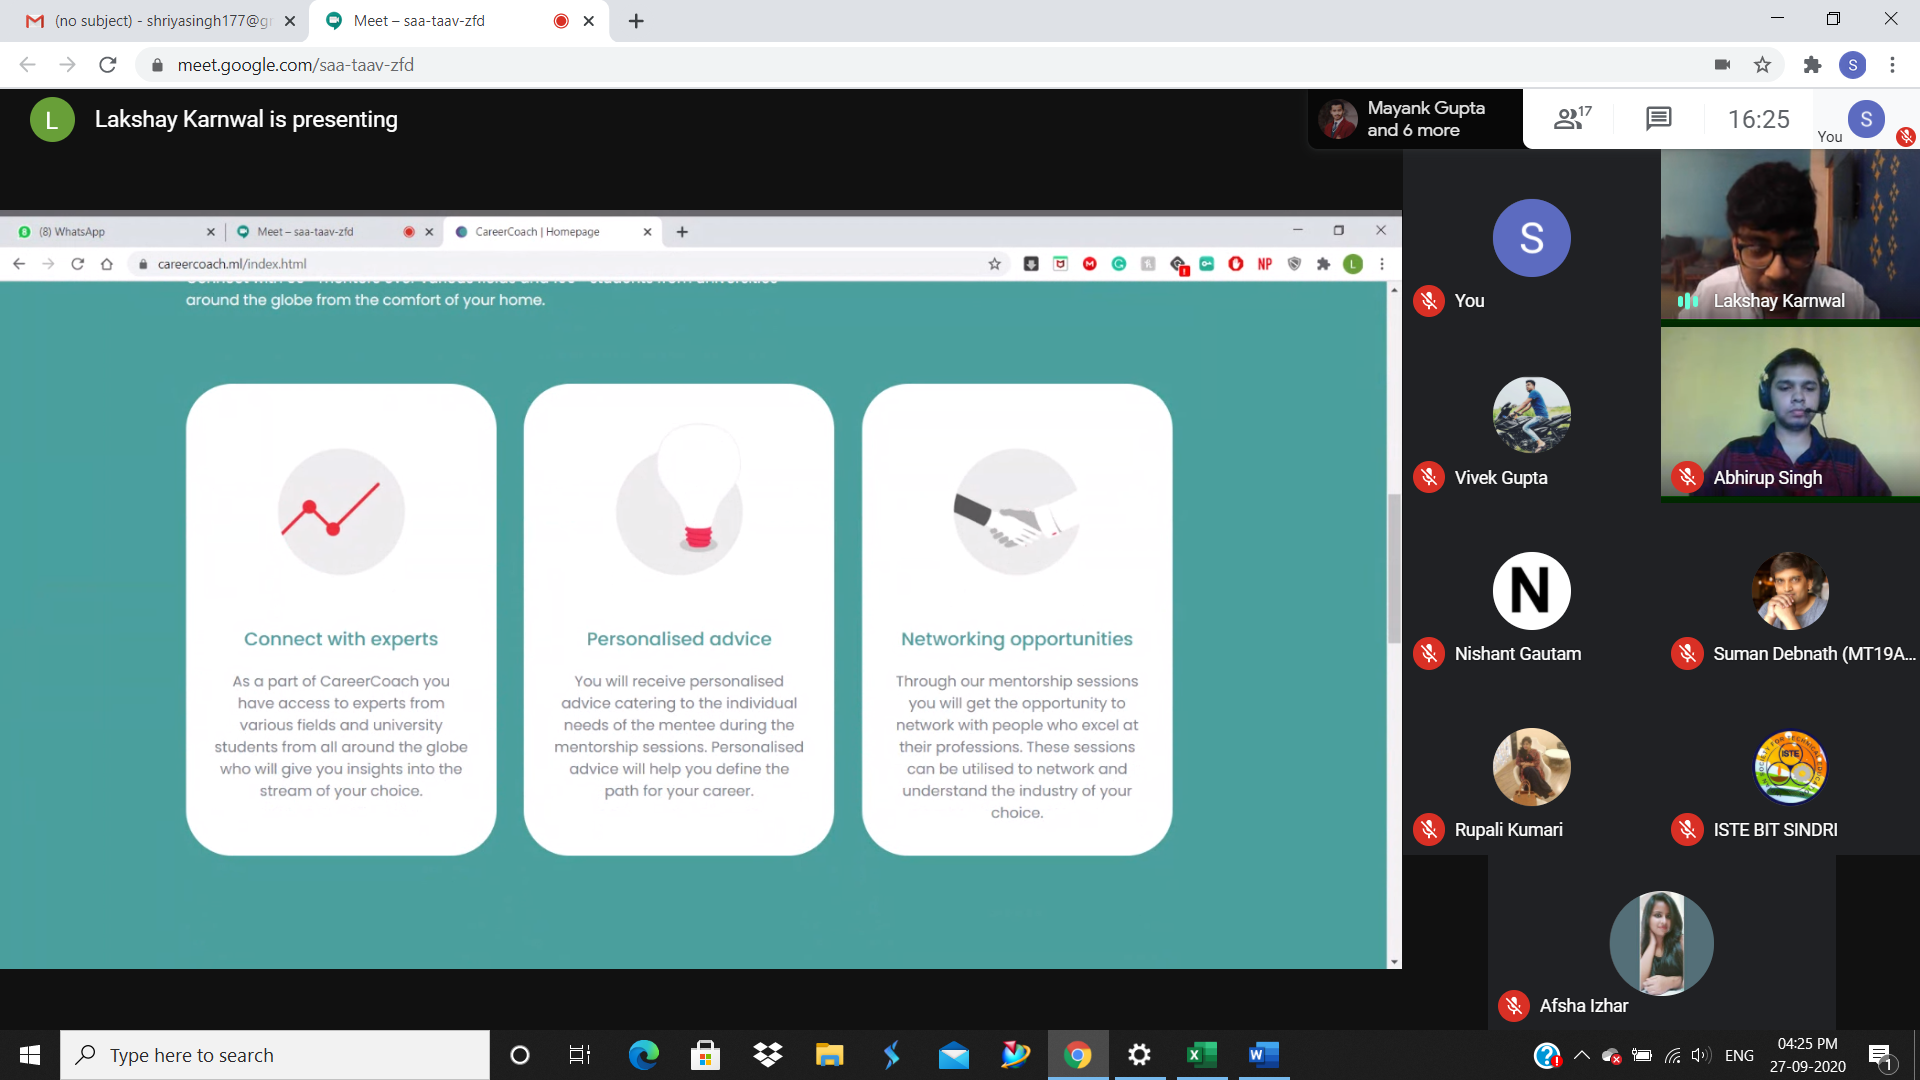 (no subject) - shriyasingh177@g
Meet – saa-taav-zfd
meet.google.com/saa-taav-zfd
S
L
Lakshay Karnwal is presenting
Mayank Gupta
and 6 more
17
16:25
You
S
(8) WhatsApp
Meet – saa-taav-zfd
CareerCoach | Homepage
careercoach.ml/index.html
NP
L
around the globe from the comfort of your home.
Connect with experts
As a part of CareerCoach you
have access to experts from
various fields and university
students from all around the globe
who will give you insights into the
stream of your choice.
Personalised advice
You will receive personalised
advice catering to the individual
needs of the mentee during the
mentorship sessions. Personalised
advice will help you define the
path for your career.
Networking opportunities
Through our mentorship sessions
you will get the opportunity to
network with people who excel at
their professions. These sessions
can be utilised to network and
understand the industry of your
choice.
S
You
Lakshay Karnwal
Vivek Gupta
Abhirup Singh
N
Nishant Gautam
Suman Debnath (MT19A...
Rupali Kumari
ISTE
ISTE BIT SINDRI
Afsha Izhar
Type here to search
ENG
04:25 PM
27-09-2020
1